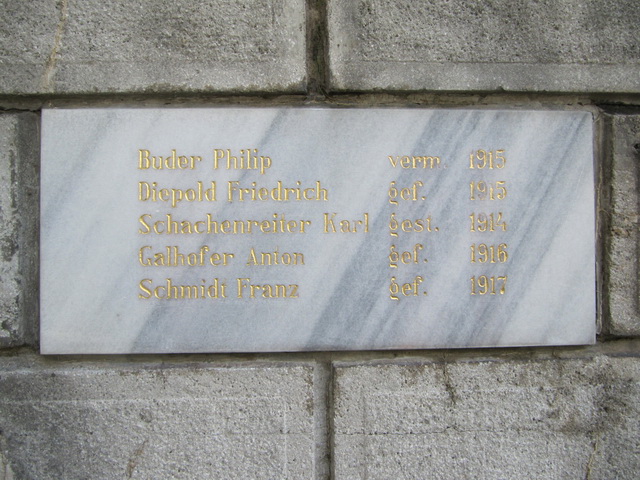 Buder Philip verm. 1915
Diepold Friedrich gef. 1915
Schachenreiter Karl gest. 1914
Galhofer Anton gef. 1916
Schmidt Franz gef. 1917